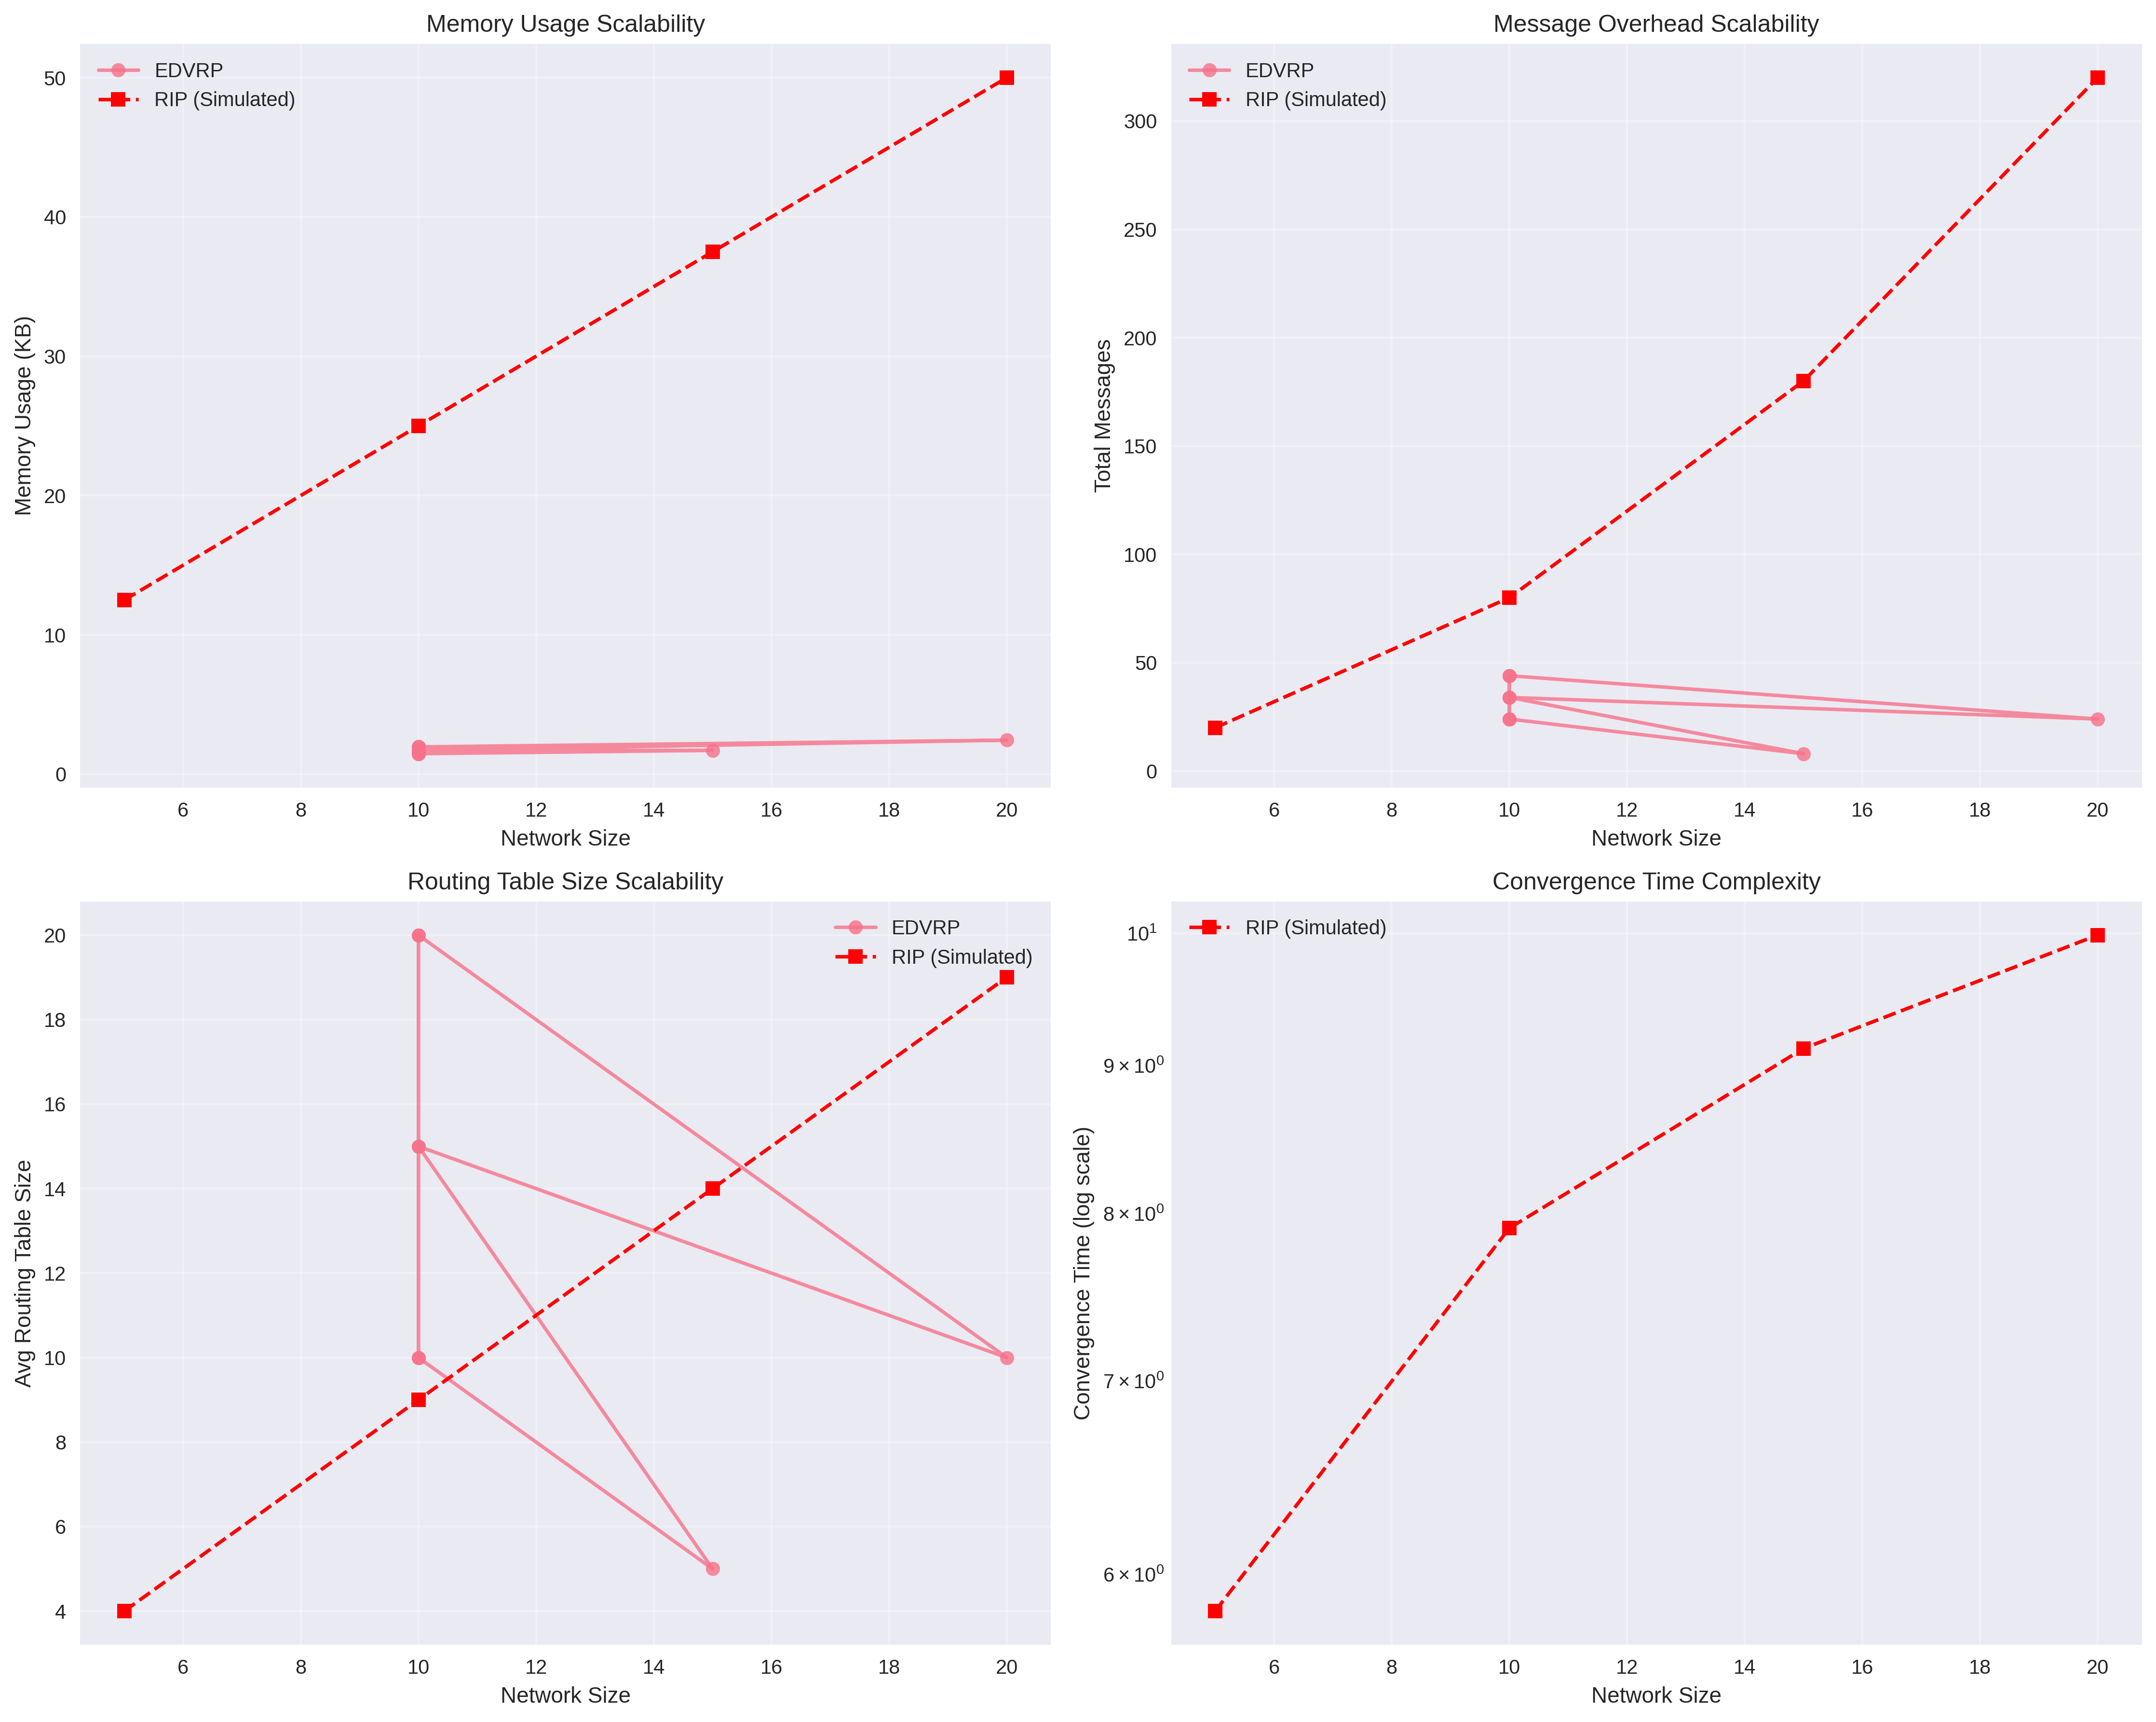 Memory Usage Scalability
EDVRP
RIP (Simulated)
50
40
30
20
10
0
Memory Usage (KB)
6 8 10 12 14 16 18 20
Network Size
Message Overhead Scalability
EDVRP
RIP (Simulated)
300
250
200
150
100
50
0
Total Messages
6 8 10 12 14 16 18 20
Network Size
Routing Table Size Scalability
EDVRP
RIP (Simulated)
20
18
16
14
12
10
8
6
4
Avg Routing Table Size
6 8 10 12 14 16 18 20
Network Size
Convergence Time Complexity
RIP (Simulated)
10¹
9 × 10⁰
8 × 10⁰
7 × 10⁰
6 × 10⁰
Convergence Time (log scale)
6 8 10 12 14 16 18 20
Network Size